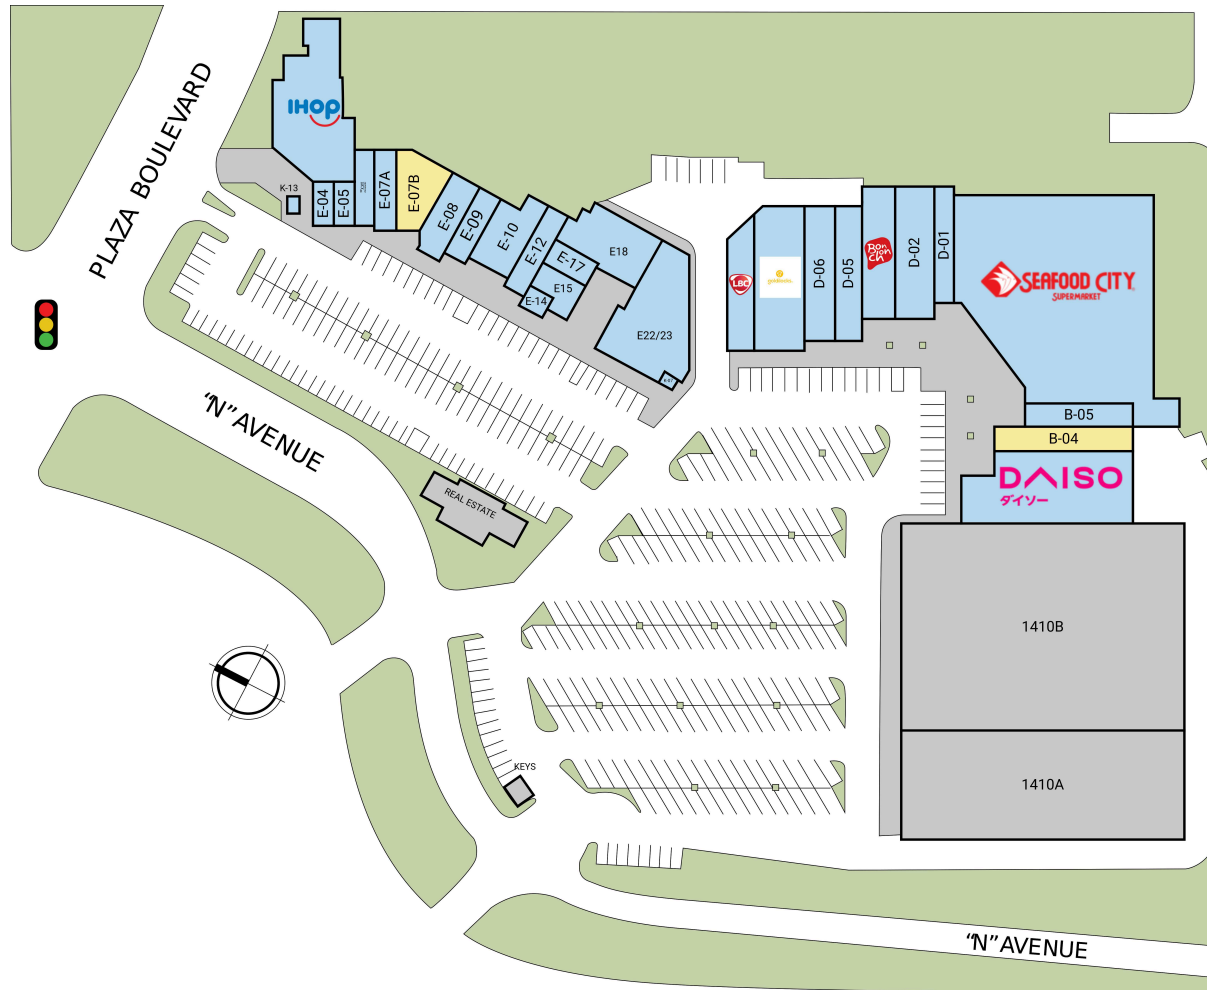 PLAZA BOULEVARD
IHOP
K-13
E-04
E-05
E-07A
E-07B
E-08
E-09
E-10
E-12
E-14
E15
E-17
E18
E22/23
LBC
D-06
D-05
BonChon
D-02
D-01
SEAFOOD CITY
SUPERMARKET
B-05
B-04
DAISO
ダイソー
"N" AVENUE
REAL ESTATE
1410B
KEYS
1410A
"N" AVENUE